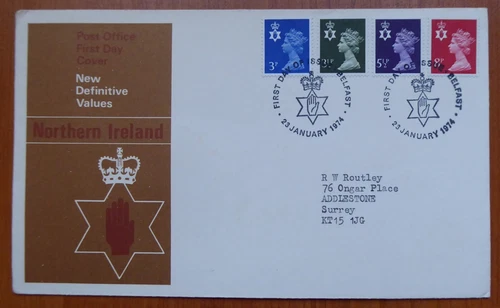 Post Office
First Day
Cover
New
Definitive
Values
Northern Ireland
3P
5½P
8P
FIRST DAY OF ISSUE · BELFAST ·
23 JANUARY 1974
FIRST DAY OF ISSUE · BELFAST ·
23 JANUARY 1974
R W Routley
76 Ongar Place
ADDLESTONE
Surrey
KT15 1JG